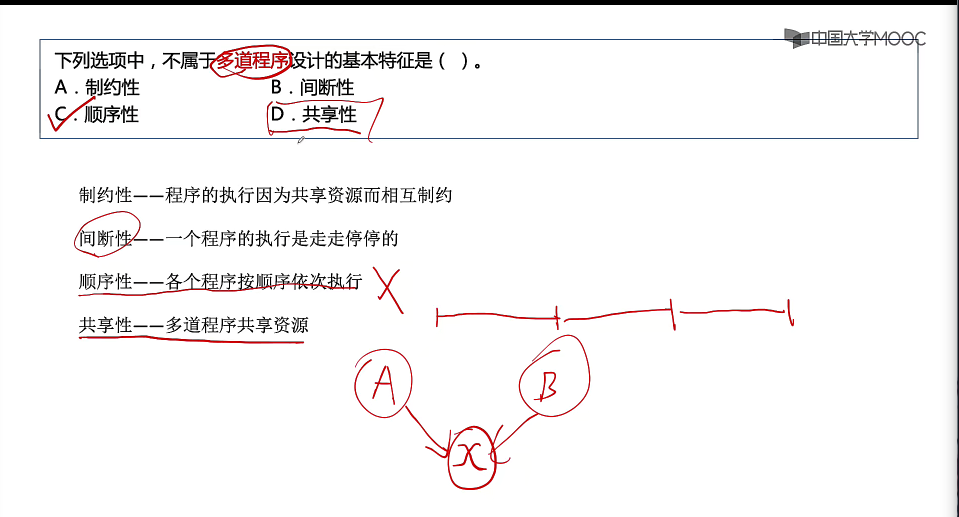 中国大学MOOC
下列选项中，不属于多道程序设计的基本特征是（ ）。
A．制约性 B．间断性
C．顺序性 D．共享性
制约性——程序的执行因为共享资源而相互制约
间断性——一个程序的执行是走走停停的
顺序性——各个程序按顺序依次执行
共享性——多道程序共享资源
A B
x